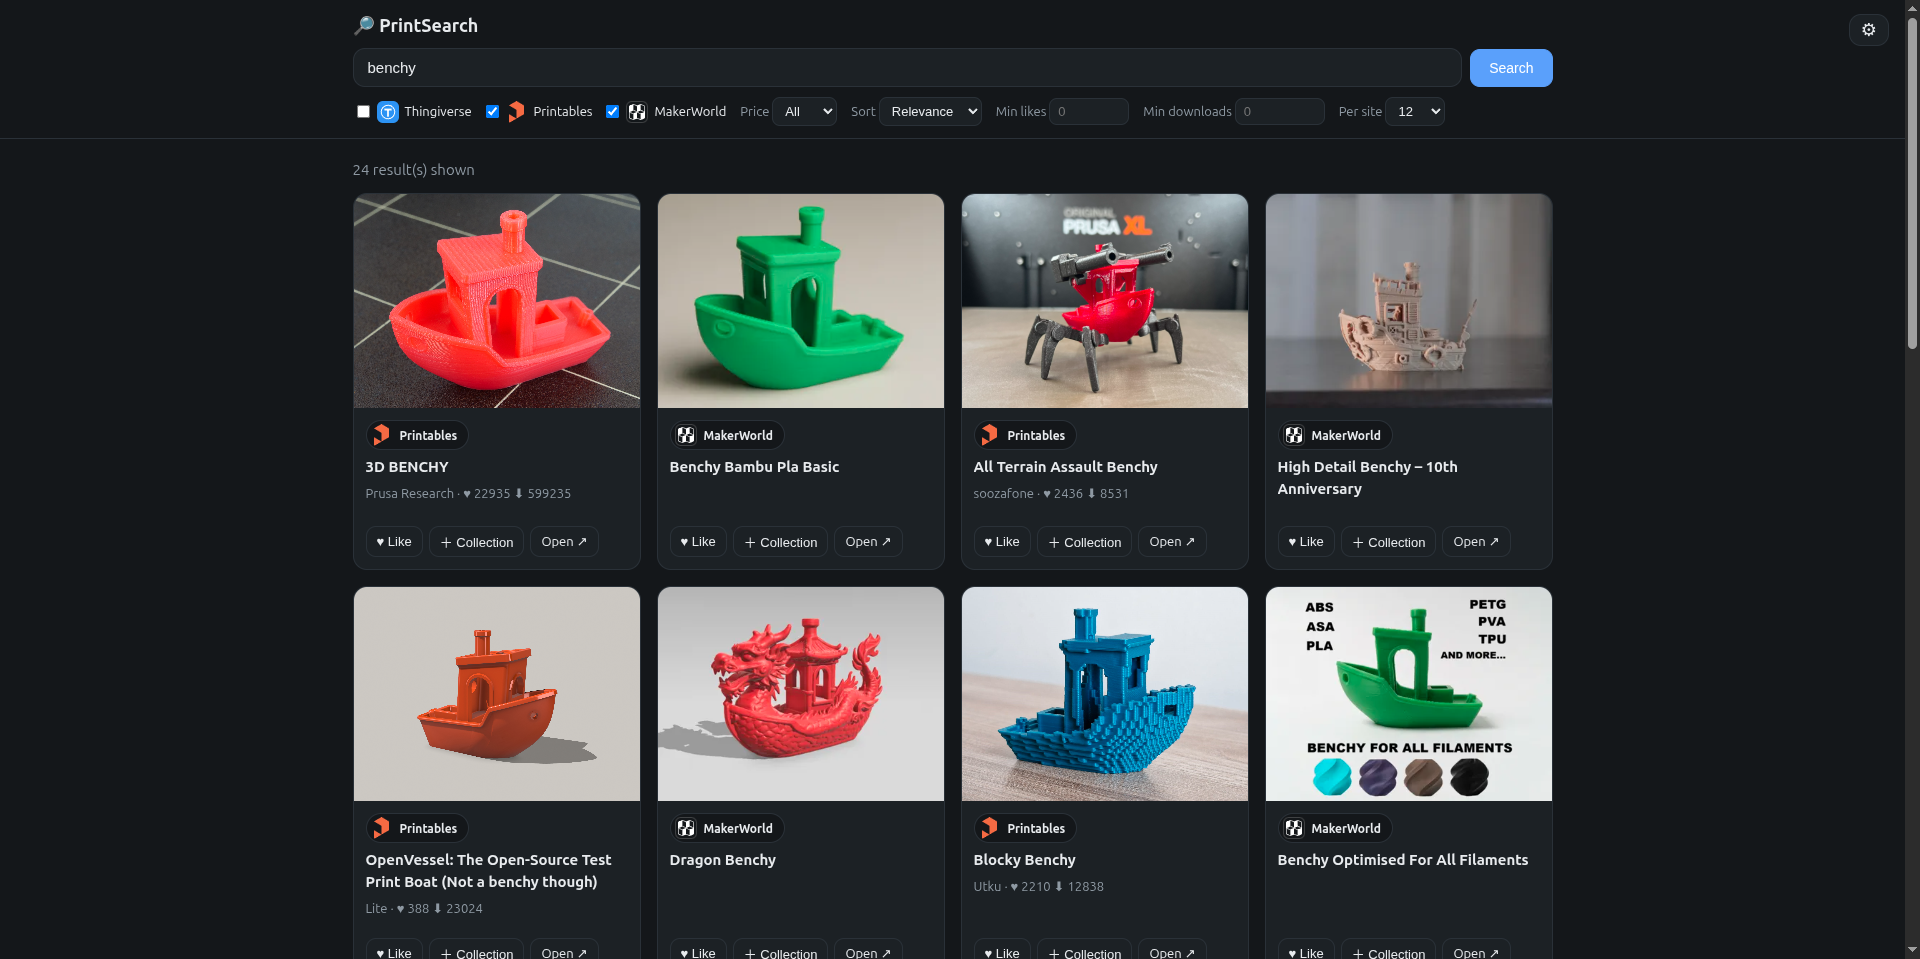 🔎 PrintSearch
⚙
benchy
Search
Thingiverse Printables MakerWorld Price All Sort Relevance Min likes 0 Min downloads 0 Per site 12
24 result(s) shown
ORIGINAL
PRUSA XL
Printables
3D BENCHY
Prusa Research · ♥ 22935 ⬇ 599235
♥ Like
+ Collection
Open ↗
MakerWorld
Benchy Bambu Pla Basic
♥ Like
+ Collection
Open ↗
Printables
All Terrain Assault Benchy
soozafone · ♥ 2436 ⬇ 8531
♥ Like
+ Collection
Open ↗
MakerWorld
High Detail Benchy – 10th
Anniversary
♥ Like
+ Collection
Open ↗
Printables
OpenVessel: The Open-Source Test
Print Boat (Not a benchy though)
Lite · ♥ 388 ⬇ 23024
♥ Like
+ Collection
Open ↗
MakerWorld
Dragon Benchy
♥ Like
+ Collection
Open ↗
Printables
Blocky Benchy
Utku · ♥ 2210 ⬇ 12838
♥ Like
+ Collection
Open ↗
ABS
ASA
PLA
PETG
PVA
TPU
AND MORE...
BENCHY FOR ALL FILAMENTS
MakerWorld
Benchy Optimised For All Filaments
♥ Like
+ Collection
Open ↗